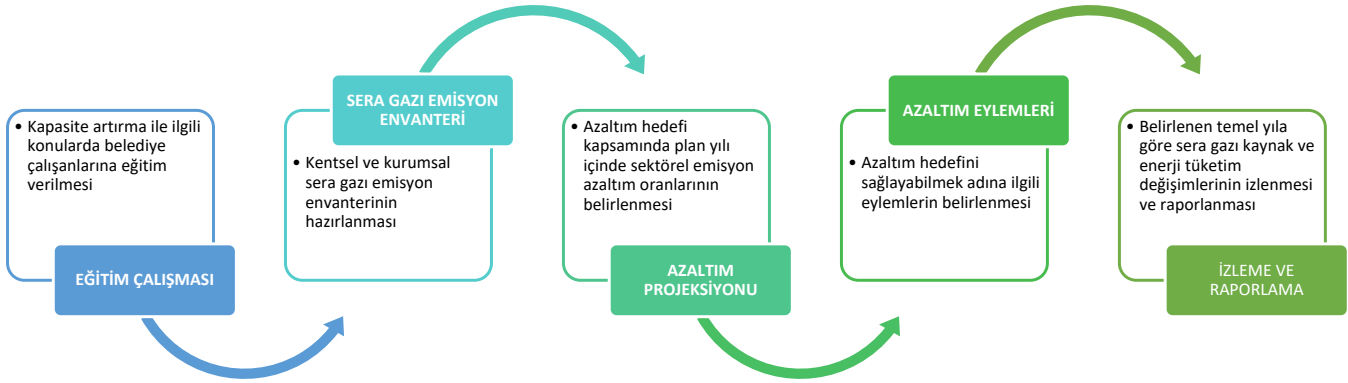 • Kapasite artırma ile ilgili
konularda belediye
çalışanlarına eğitim
verilmesi
EĞİTİM ÇALIŞMASI
SERA GAZI EMİSYON
ENVANTERİ
• Kentsel ve kurumsal
sera gazı emisyon
envanterinin
hazırlanması
• Azaltım hedefi
kapsamında plan yılı
içinde sektörel emisyon
azaltım oranlarının
belirlenmesi
AZALTIM
PROJEKSİYONU
AZALTIM EYLEMLERİ
• Azaltım hedefini
sağlayabilmek adına ilgili
eylemlerin belirlenmesi
• Belirlenen temel yıla
göre sera gazı kaynak ve
enerji tüketim
değişimlerinin izlenmesi
ve raporlanması
İZLEME VE
RAPORLAMA